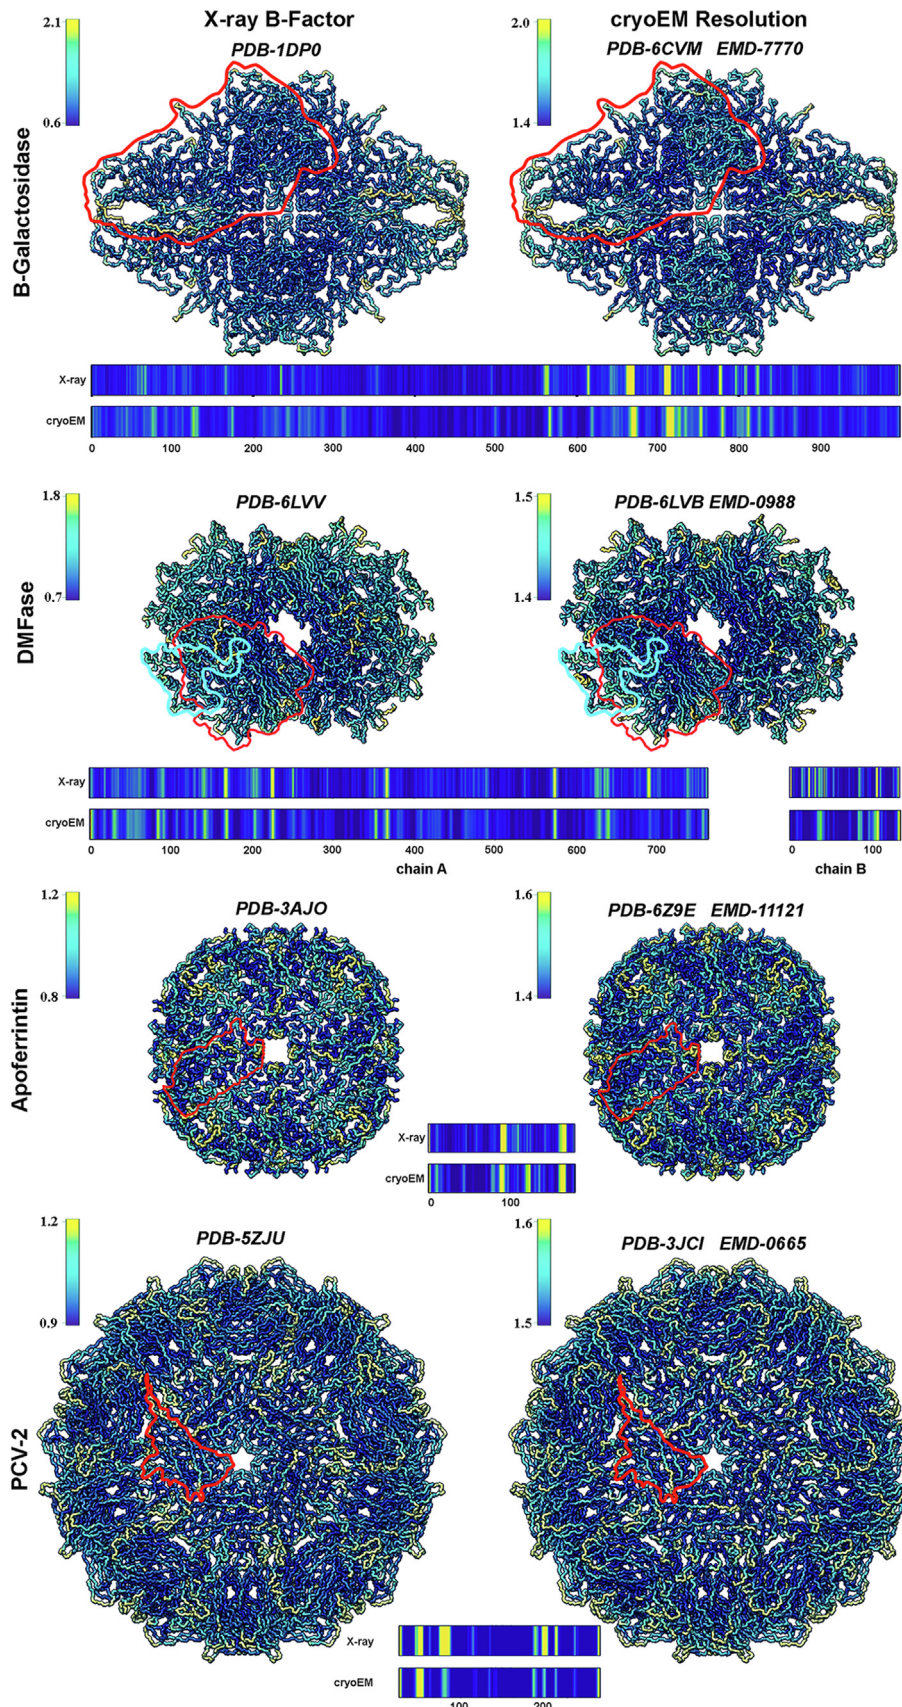 X-ray B-Factor
cryoEM Resolution
PDB-1DP0
PDB-6CVM EMD-7770
2.1
0.6
2.0
1.4
B-Galactosidase
X-ray
cryoEM
0 100 200 300 400 500 600 700 800 900
PDB-6LVV
PDB-6LVB EMD-0988
1.8
0.7
1.5
1.4
DMFase
X-ray
cryoEM
0 100 200 300 400 500 600 700
0 100
chain A
chain B
PDB-3AJO
PDB-6Z9E EMD-11121
1.2
0.8
1.6
1.4
Apoferrintin
X-ray
cryoEM
0 100
PDB-5ZJU
PDB-3JCI EMD-0665
1.2
0.9
1.6
1.5
PCV-2
X-ray
cryoEM
100 200